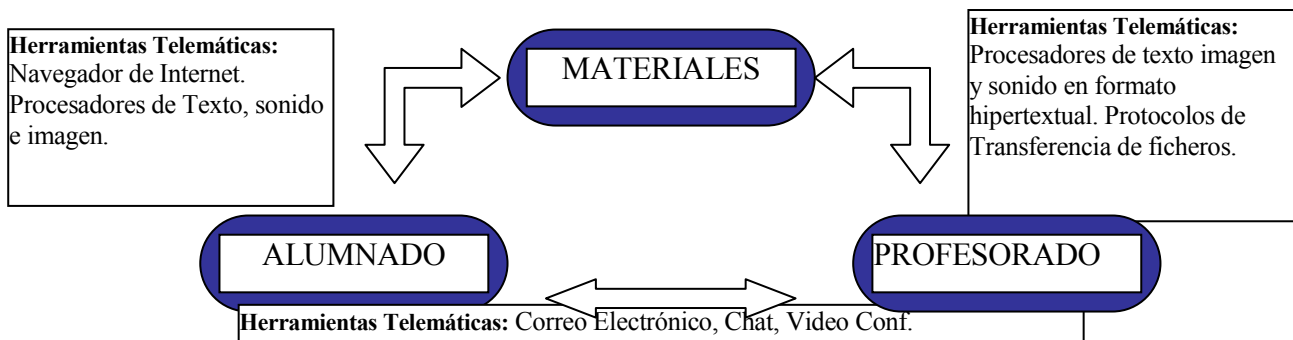 Herramientas Telemáticas:
Navegador de Internet.
Procesadores de Texto, sonido
e imagen.
MATERIALES
Herramientas Telemáticas:
Procesadores de texto imagen
y sonido en formato
hipertextual. Protocolos de
Transferencia de ficheros.
ALUMNADO
PROFESORADO
Herramientas Telemáticas: Correo Electrónico, Chat, Video Conf.